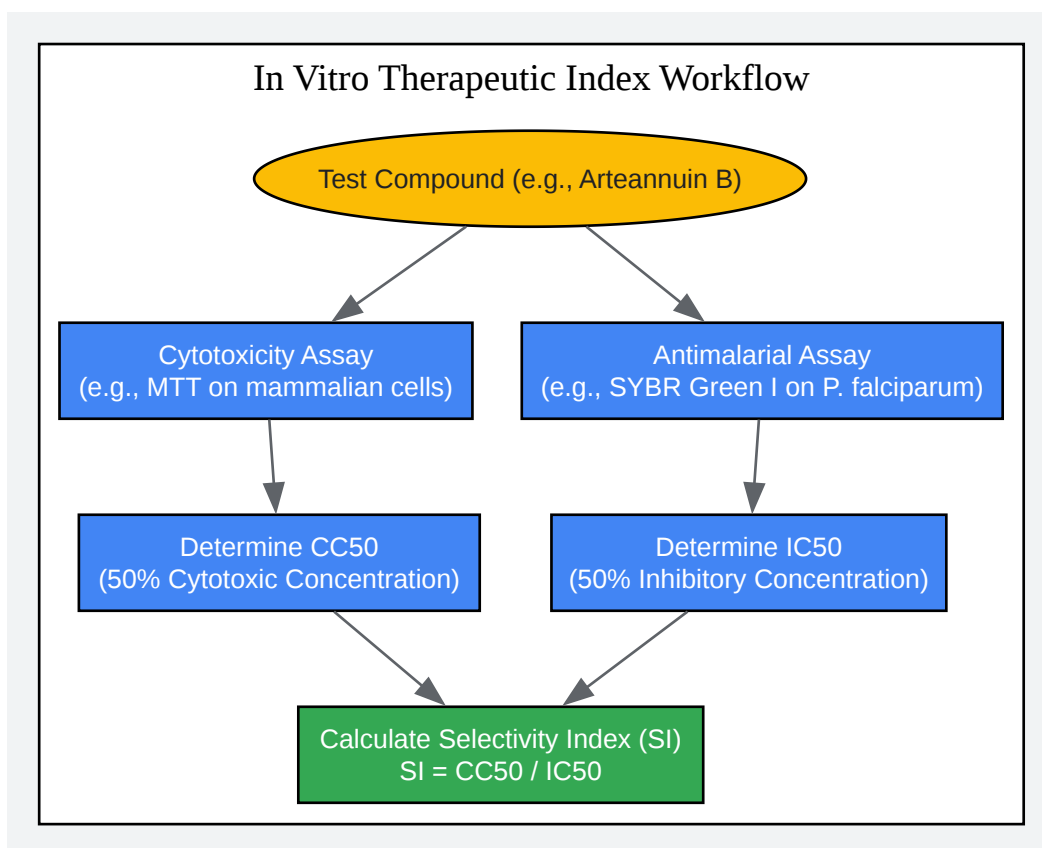 In Vitro Therapeutic Index Workflow
Test Compound (e.g., Arteannuin B)
Cytotoxicity Assay
(e.g., MTT on mammalian cells)
Antimalarial Assay
(e.g., SYBR Green I on P. falciparum)
Determine CC50
(50% Cytotoxic Concentration)
Determine IC50
(50% Inhibitory Concentration)
Calculate Selectivity Index (SI)
SI = CC50 / IC50